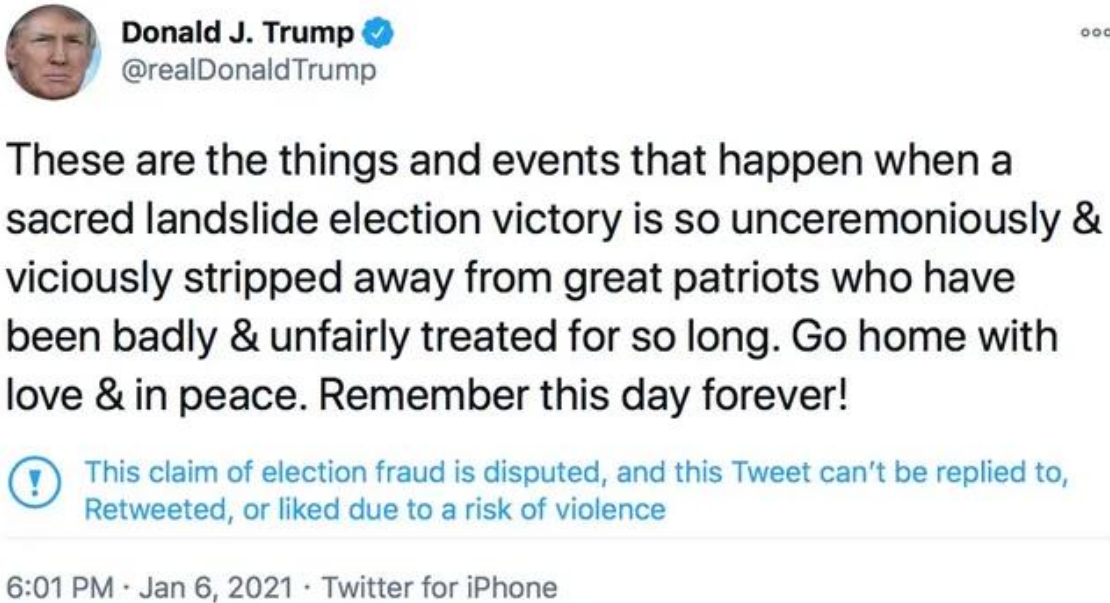 Donald J. Trump
@realDonaldTrump
These are the things and events that happen when a
sacred landslide election victory is so unceremoniously &
viciously stripped away from great patriots who have
been badly & unfairly treated for so long. Go home with
love & in peace. Remember this day forever!
This claim of election fraud is disputed, and this Tweet can’t be replied to,
Retweeted, or liked due to a risk of violence
6:01 PM · Jan 6, 2021 · Twitter for iPhone